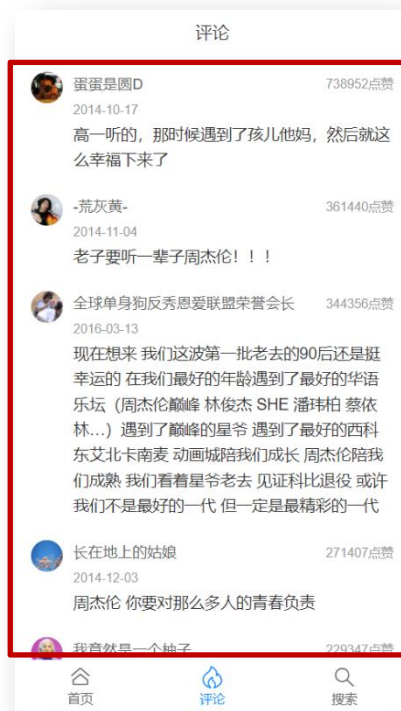 评论
蛋蛋是圆D 738952点赞
2014-10-17
高一听的，那时候遇到了孩儿他妈，然后就这
么幸福下来了
-荒灰黄- 361440点赞
2014-11-04
老子要听一辈子周杰伦！！！
全球单身狗反秀恩爱联盟荣誉会长 344356点赞
2016-03-13
现在想来 我们这波第一批老去的90后还是挺
幸运的 在我们最好的年龄遇到了最好的华语
乐坛（周杰伦巅峰 林俊杰 SHE 潘玮柏 蔡依
林...）遇到了巅峰的星爷 遇到了最好的西科
东艾北卡南麦 动画城陪我们成长 周杰伦陪我
们成熟 我们看着星爷老去 见证科比退役 或许
我们不是最好的一代 但一定是最精彩的一代
长在地上的姑娘 271407点赞
2014-12-03
周杰伦 你要对那么多人的青春负责
我竟然是一个柚子 229347点赞
首页 评论 搜索